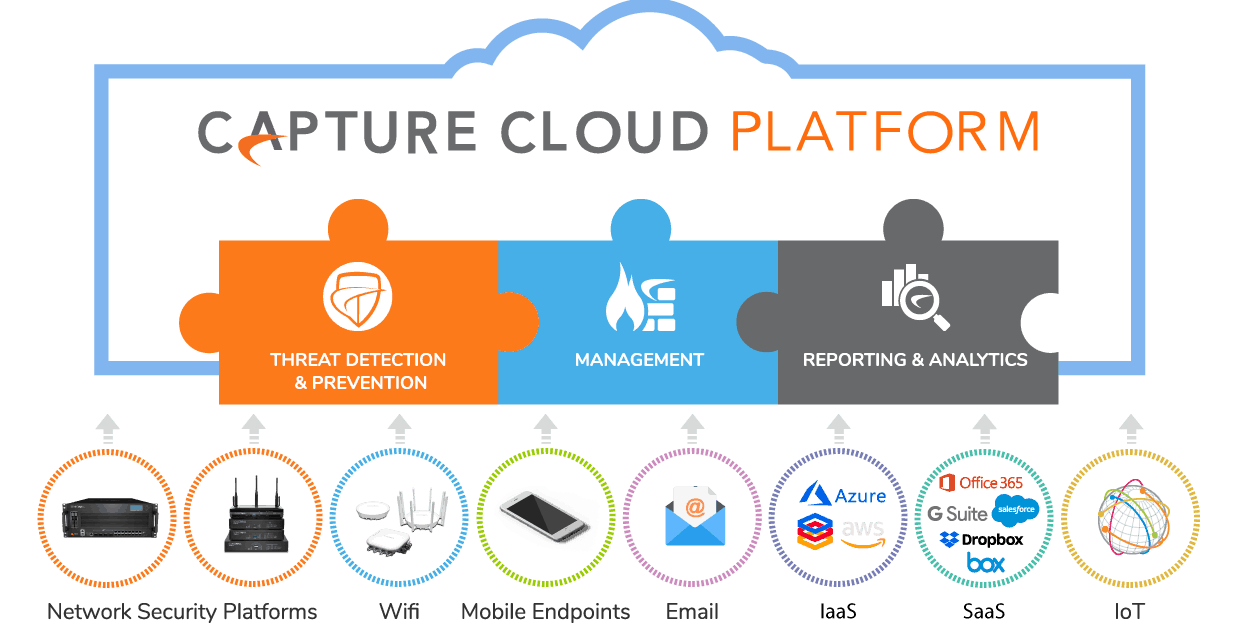 CAPTURE CLOUD PLATFORM
THREAT DETECTION
& PREVENTION
MANAGEMENT
REPORTING & ANALYTICS
@
Azure
aws
Office 365
G Suite
salesforce
Dropbox
box
Network Security Platforms
Wifi
Mobile Endpoints
Email
IaaS
SaaS
IoT